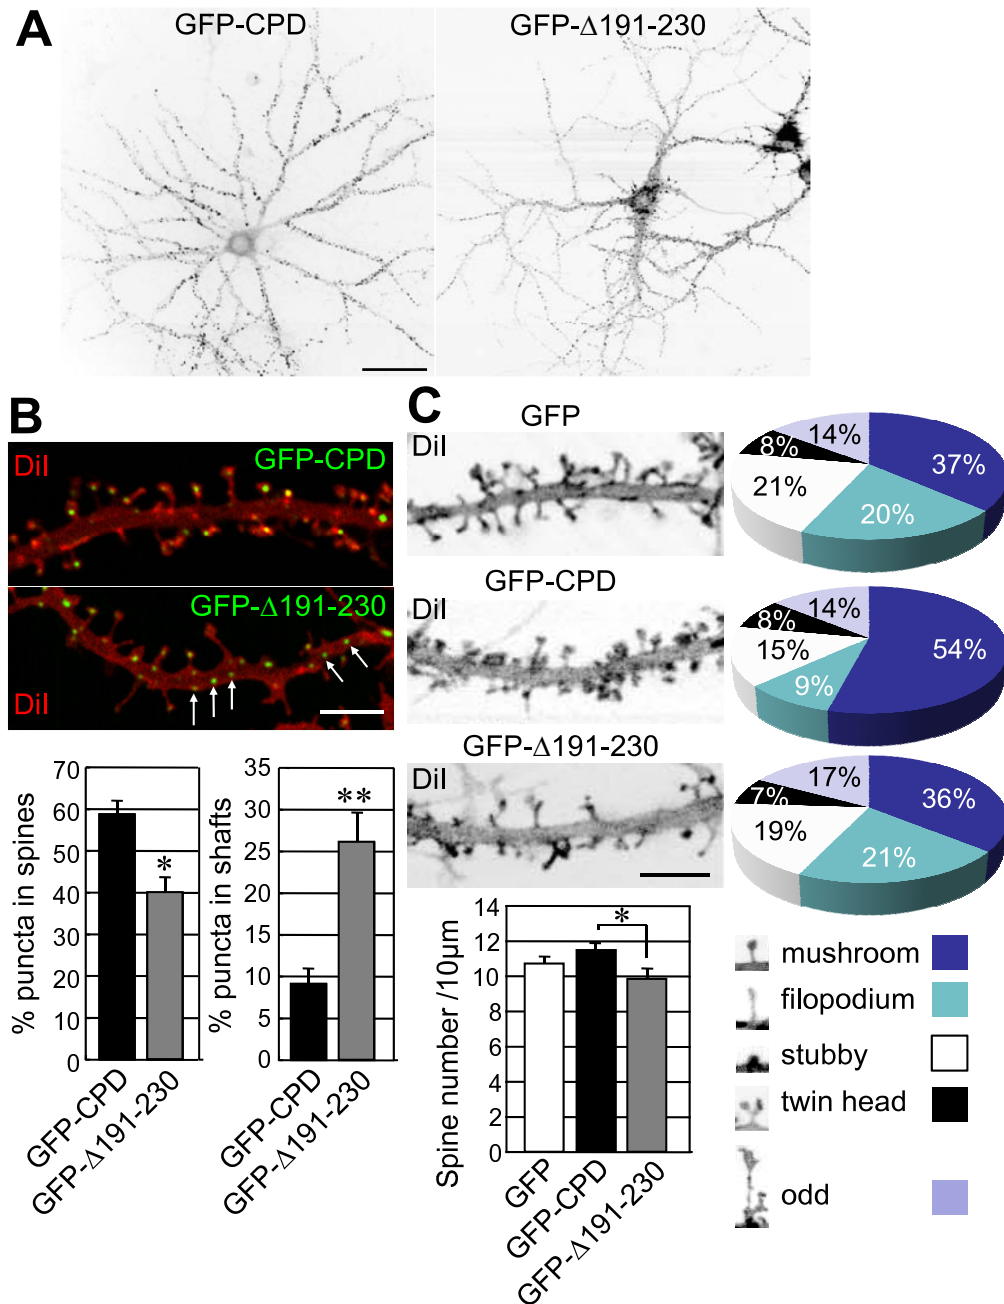 A
GFP-CPD
GFP-Δ191-230
B
DiI
GFP-CPD
GFP-Δ191-230
DiI
% puncta in spines
70
60
50
40
30
20
10
0
*
GFP-CPD
GFP-Δ191-230
% puncta in shafts
35
30
25
20
15
10
5
0
**
GFP-CPD
GFP-Δ191-230
C
GFP
DiI
14%
8%
37%
21%
20%
GFP-CPD
DiI
14%
8%
54%
15%
9%
GFP-Δ191-230
DiI
17%
7%
36%
19%
21%
Spine number /10µm
14
12
10
8
6
4
2
0
*
GFP
GFP-CPD
GFP-Δ191-230
mushroom
filopodium
stubby
twin head
odd